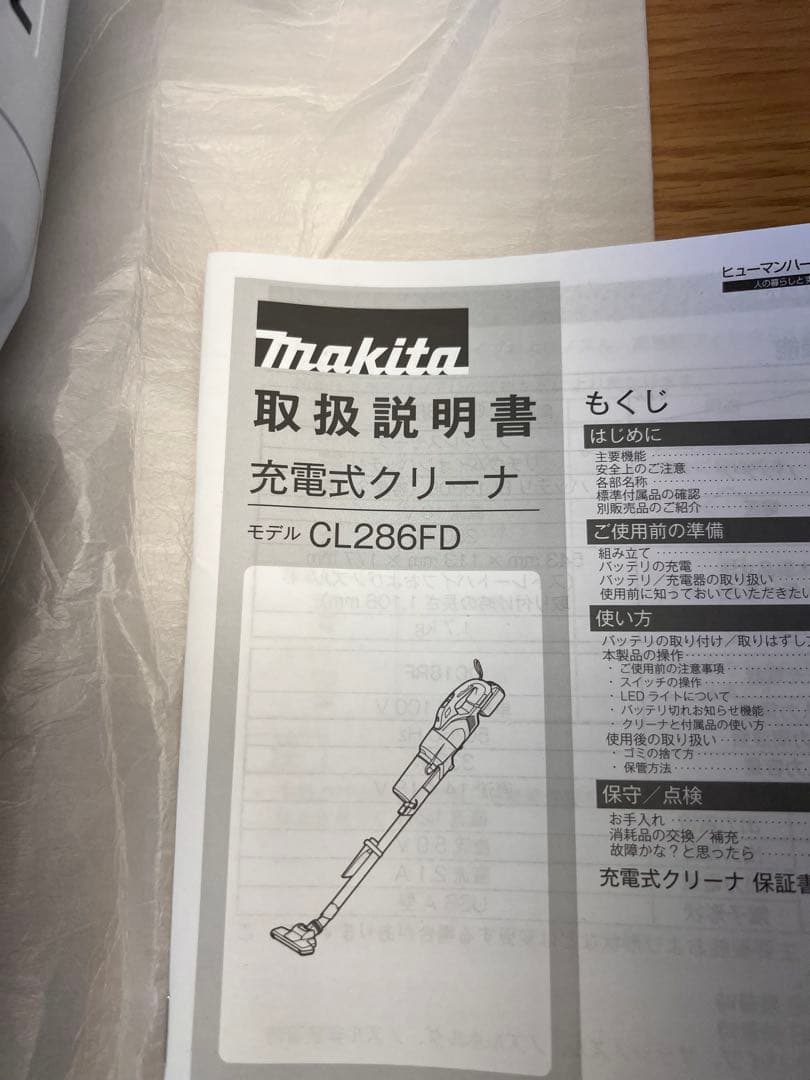 ヒューマンハー
人の暮らしと
makita
取扱説明書
充電式クリーナ
モデル CL286FD
もくじ
はじめに
主要機能
安全上のご注意
各部名称
標準付属品の確認
別販売品のご紹介
ご使用前の準備
組み立て
バッテリの充電
バッテリ／充電器の取り扱い
使用前に知っておいていただきたい
使い方
バッテリの取り付け／取りはずし
本製品の操作
・ ご使用前の注意事項
・ スイッチの操作
・ LED ライトについて
・ バッテリ切れお知らせ機能
・ クリーナと付属品の使い方
使用後の取り扱い
・ ゴミの捨て方
・ 保管方法
保守／点検
お手入れ
消耗品の交換／補充
故障かな？と思ったら
充電式クリーナ 保証書